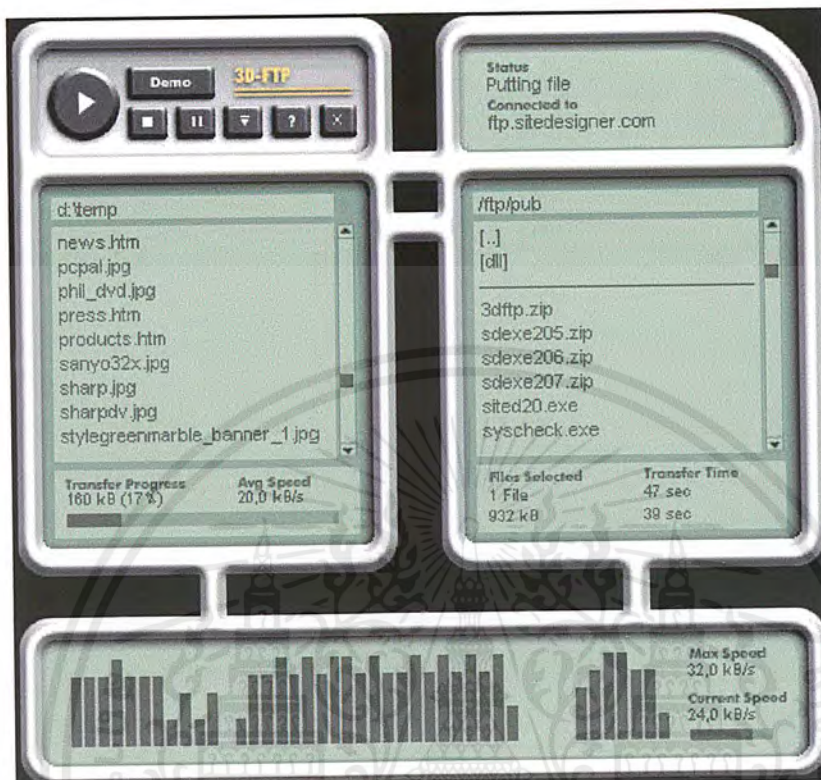 Demo
3D-FTP
?
Status
Putting file
Connected to
ftp.sitedesigner.com
d:\temp
news.htm
pcpal.jpg
phil_dvd.jpg
press.htm
products.htm
sanyo32x.jpg
sharp.jpg
sharpdv.jpg
stylegreenmarble_banner_1.jpg
Transfer Progress
160 kB (17%)
Avg Speed
20,0 kB/s
/ftp/pub
[..]
[dll]
3dftp.zip
sdexe205.zip
sdexe206.zip
sdexe207.zip
sited20.exe
syscheck.exe
Files Selected
1 File
932 kB
Transfer Time
47 sec
39 sec
Max Speed
32,0 kB/s
Current Speed
24,0 kB/s